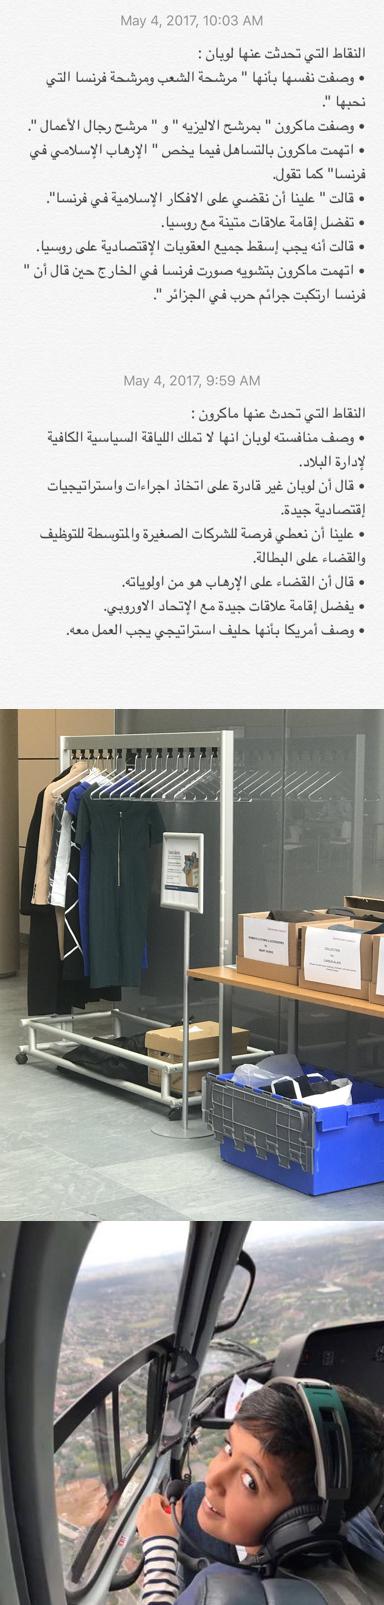 May 4, 2017, 10:03 AM
النقاط التي تحدثت عنها لوبان :
• وصفت نفسها بأنها " مرشحة الشعب ومرشحة فرنسا التي
نحبها ".
• وصفت ماكرون " بمرشح الاليزيه " و " مرشح رجال الأعمال ".
• اتهمت ماكرون بالتساهل فيما يخص " الإرهاب الإسلامي في
فرنسا" كما تقول.
• قالت " علينا أن نقضي على الافكار الإسلامية في فرنسا".
• تفضل إقامة علاقات متينة مع روسيا.
• قالت أنه يجب إسقط جميع العقوبات الإقتصادية على روسيا.
• اتهمت ماكرون بتشويه صورت فرنسا في الخارج حين قال أن "
فرنسا ارتكبت جرائم حرب في الجزائر ".
May 4, 2017, 9:59 AM
النقاط التي تحدث عنها ماكرون :
• وصف منافسته لوبان انها لا تملك اللياقة السياسية الكافية
لإدارة البلاد.
• قال أن لوبان غير قادرة على اتخاذ اجراءات واستراتيجيات
إقتصادية جيدة.
• علينا أن نعطي فرصة للشركات الصغيرة والمتوسطة للتوظيف
والقضاء على البطالة.
• قال أن القضاء على الإرهاب هو من اولوياته.
• يفضل إقامة علاقات جيدة مع الإتحاد الاوروبي.
• وصف أمريكا بأنها حليف استراتيجي يجب العمل معه.